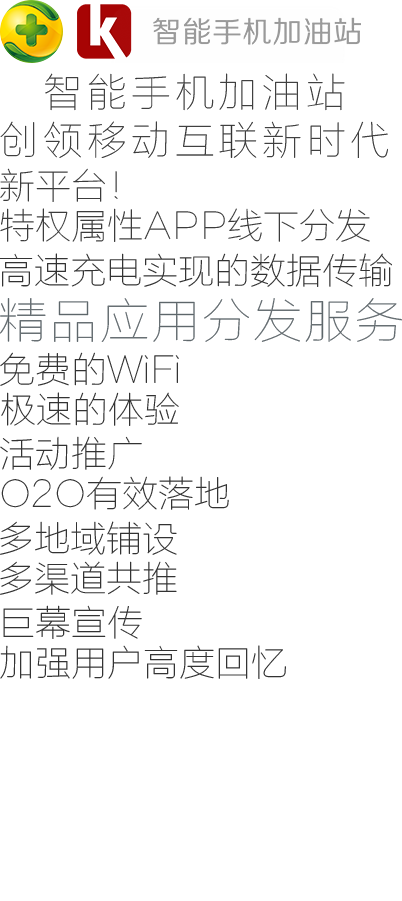 K 智能手机加油站
智能手机加油站
创领移动互联新时代
新平台!
特权属性APP线下分发
高速充电实现的数据传输
精品应用分发服务
免费的WiFi
极速的体验
活动推广
O2O有效落地
多地域铺设
多渠道共推
巨幕宣传
加强用户高度回忆